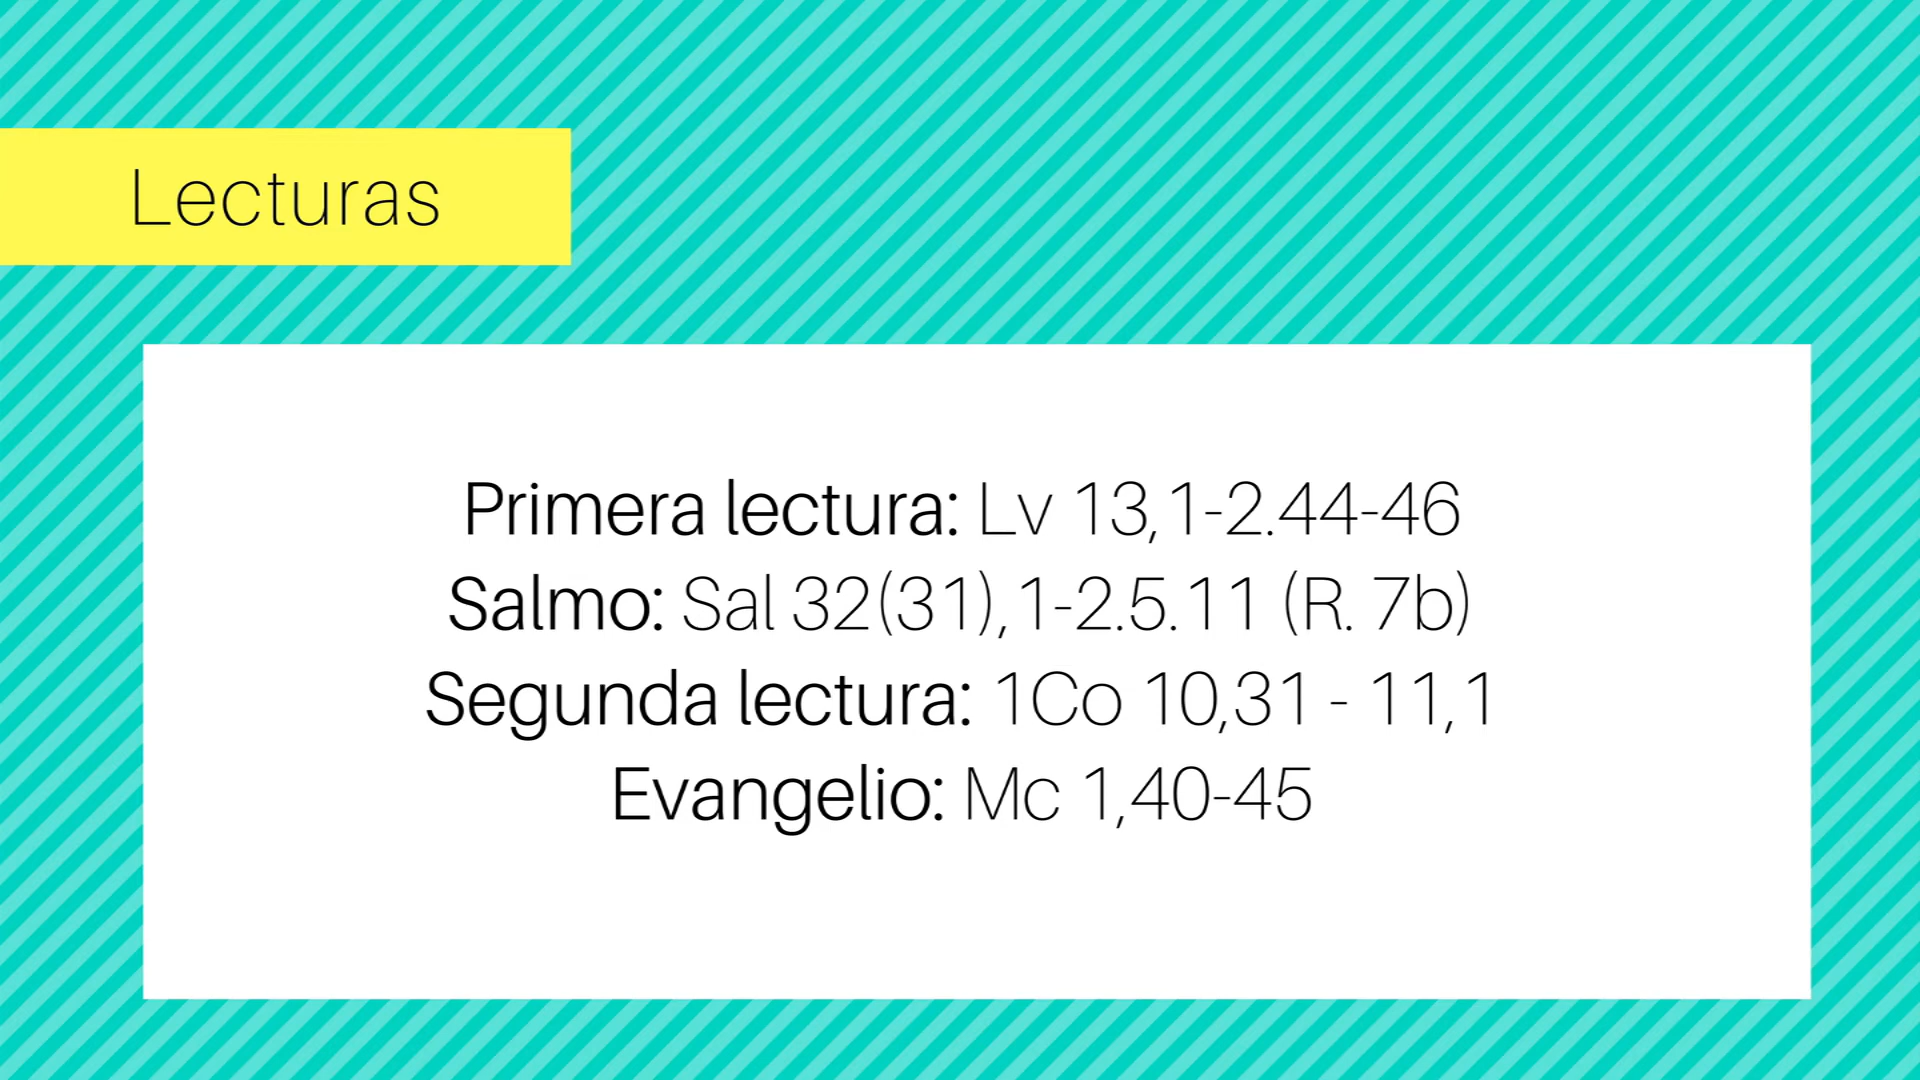 Lecturas
Primera lectura: Lv 13,1-2.44-46
Salmo: Sal 32(31),1-2.5.11 (R. 7b)
Segunda lectura: 1Co 10,31 - 11,1
Evangelio: Mc 1,40-45